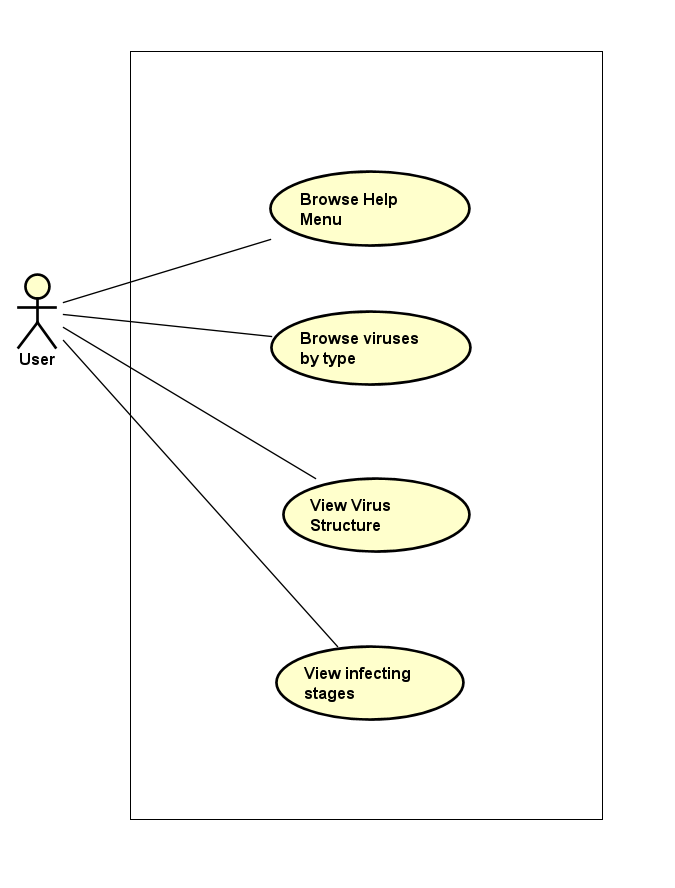 Browse Help
Menu
User
Browse viruses
by type
View Virus
Structure
View infecting
stages